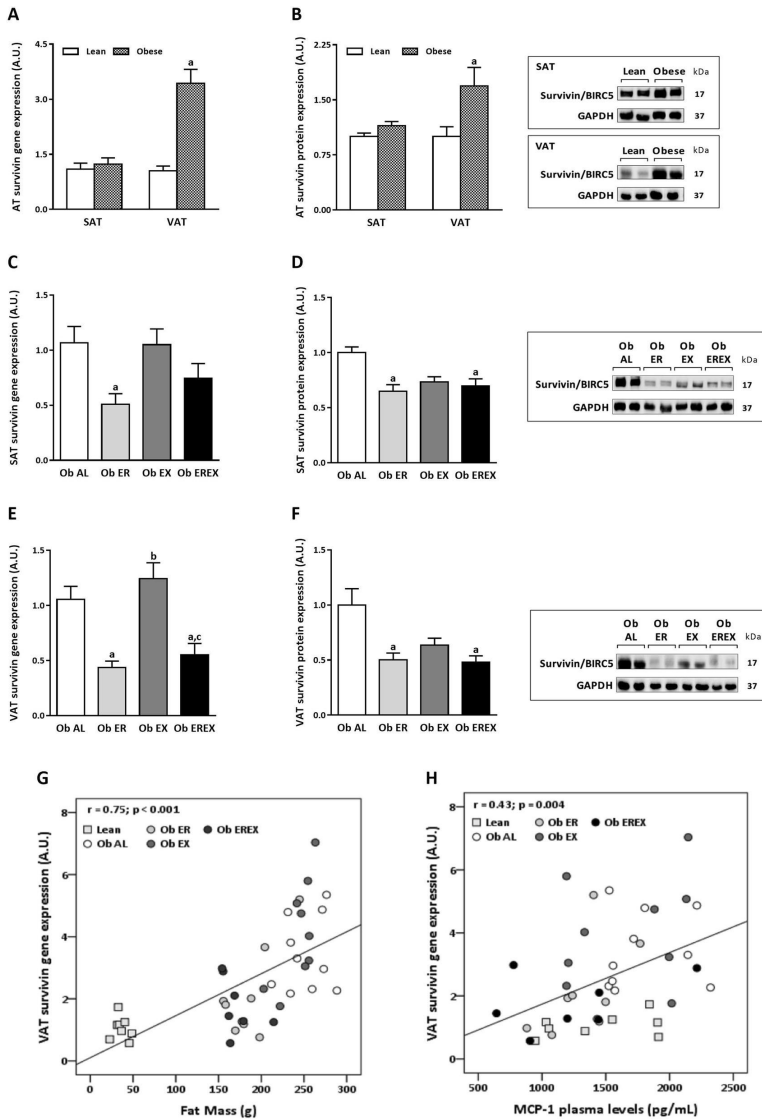 A
AT survivin gene expression (A.U.)
4.5
3.0
1.5
0.0
Lean Obese
a
SAT VAT
B
AT survivin protein expression (A.U.)
2.25
1.50
0.75
0.00
Lean Obese
a
SAT VAT
SAT
Lean Obese kDa
Survivin/BIRC5 17
GAPDH 37
VAT
Lean Obese kDa
Survivin/BIRC5 17
GAPDH 37
C
SAT survivin gene expression (A.U.)
1.5
1.0
0.5
0.0
a
Ob AL Ob ER Ob EX Ob EREX
D
SAT survivin protein expression (A.U.)
1.5
1.0
0.5
0.0
a a
Ob AL Ob ER Ob EX Ob EREX
Ob Ob Ob Ob
AL ER EX EREX kDa
Survivin/BIRC5 17
GAPDH 37
E
VAT survivin gene expression (A.U.)
1.5
1.0
0.5
0.0
a b a,c
Ob AL Ob ER Ob EX Ob EREX
F
VAT survivin protein expression (A.U.)
1.5
1.0
0.5
0.0
a a
Ob AL Ob ER Ob EX Ob EREX
Ob Ob Ob Ob
AL ER EX EREX kDa
Survivin/BIRC5 17
GAPDH 37
G
VAT survivin gene expression (A.U.)
r = 0.75; p < 0.001
Lean Ob ER Ob EREX
Ob AL Ob EX
8
6
4
2
0
0 50 100 150 200 250 300
Fat Mass (g)
H
VAT survivin gene expression (A.U.)
r = 0.43; p = 0.004
Lean Ob ER Ob EREX
Ob AL Ob EX
8
6
4
2
0
500 1000 1500 2000 2500
MCP-1 plasma levels (pg/mL)